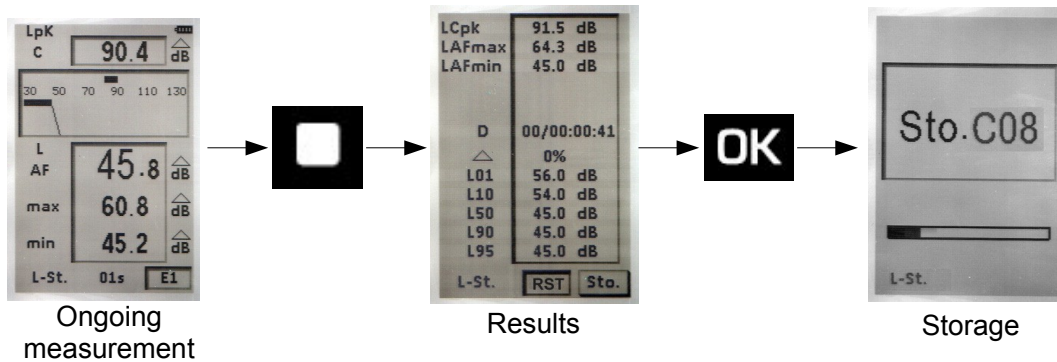 LpK
C 90.4 dB
30 50 70 90 110 130
L
AF 45.8 dB
max 60.8 dB
min 45.2 dB
L-St. 01s E1
Ongoing
measurement
LCpk 91.5 dB
LAFmax 64.3 dB
LAFmin 45.0 dB
D 00/00:00:41
0%
L01 56.0 dB
L10 54.0 dB
L50 45.0 dB
L90 45.0 dB
L95 45.0 dB
L-St. RST Sto.
Results
OK
Sto.C08
L-St.
Storage